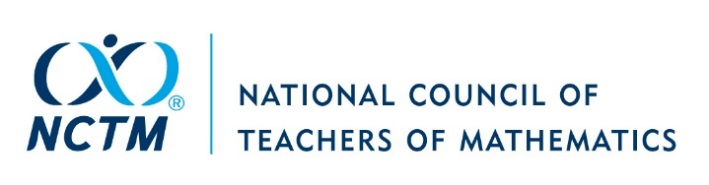 NCTM®
NATIONAL COUNCIL OF
TEACHERS OF MATHEMATICS